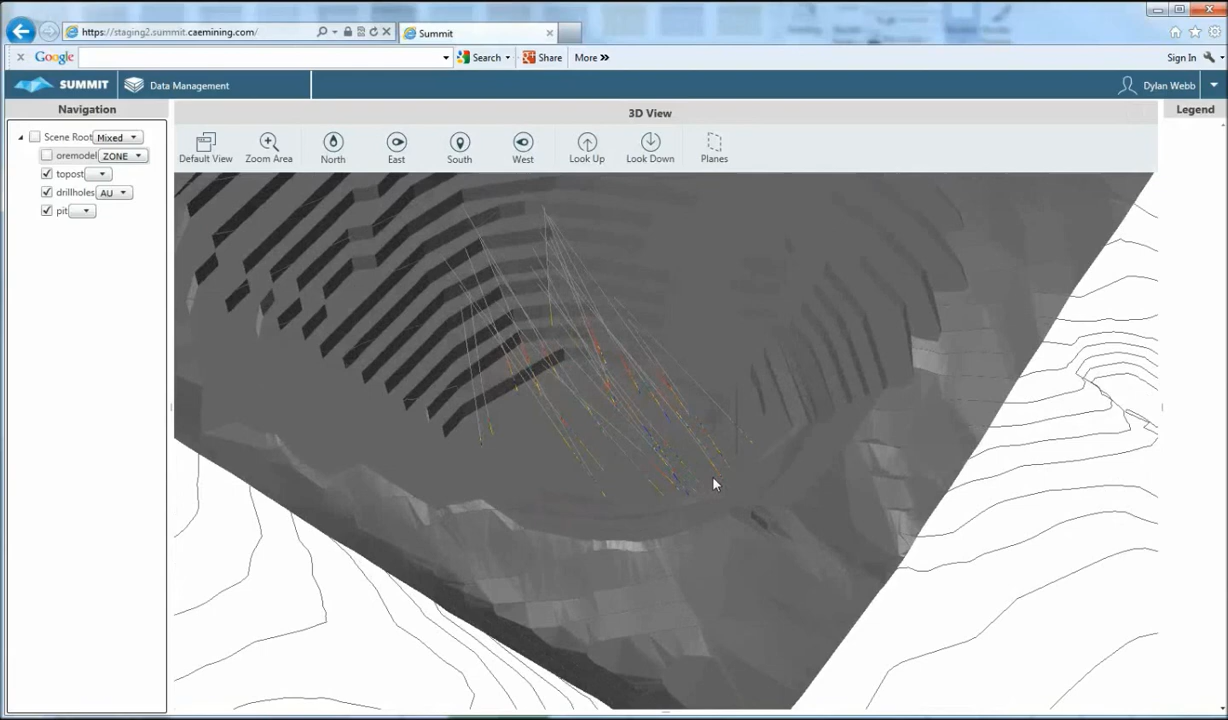 https://staging2.summit.caemining.com/
Summit
Google
Search
Share
More »
Sign In
SUMMIT
Data Management
Dylan Webb
Navigation
3D View
Legend
Scene Root Mixed
oremodel ZONE
topost
drillholes AU
pit
Default View
Zoom Area
North
East
South
West
Look Up
Look Down
Planes